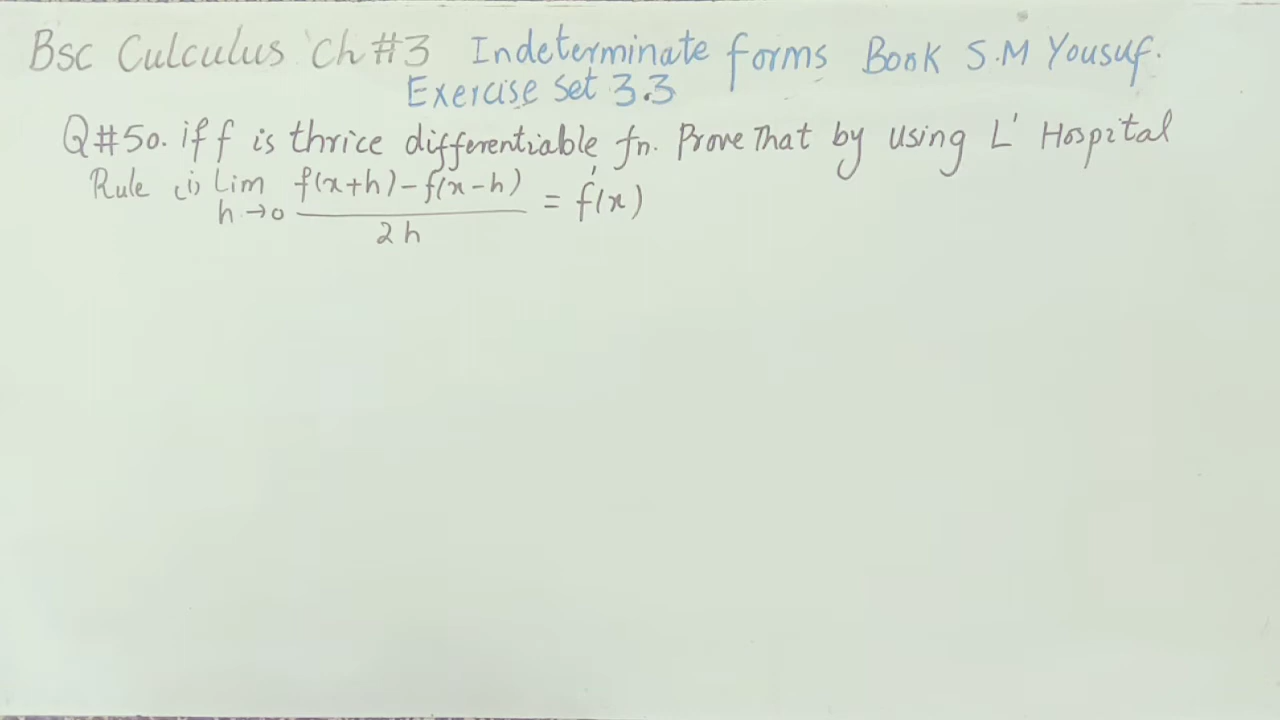 Bsc Culculus Ch #3 Indeterminate forms Book S.M Yousuf.
Exercise Set 3.3
Q#50. if f is thrice differentiable fn. Prove That by using L' Hospital
Rule (i) Lim h→0 f(x+h)-f(x-h) / 2h = f'(x)